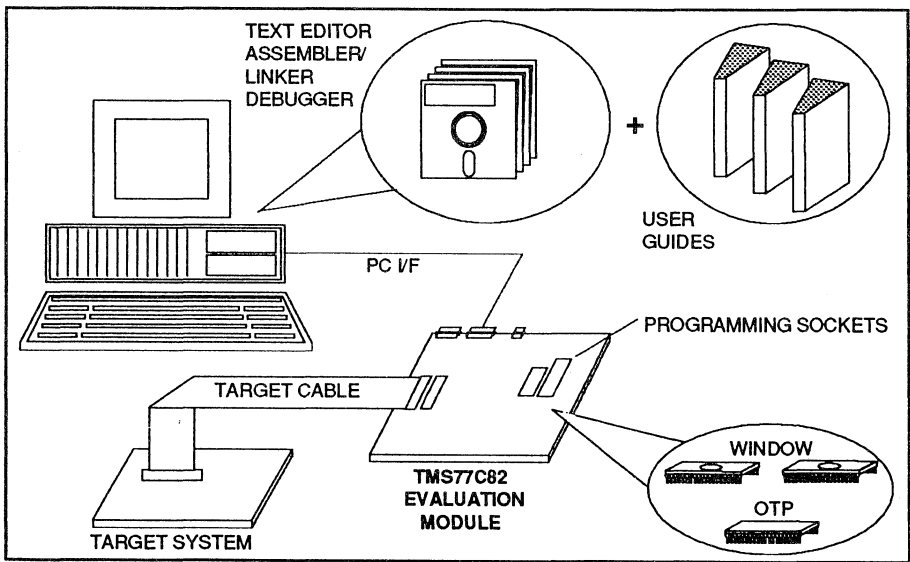 TEXT EDITOR
ASSEMBLER/
LINKER
DEBUGGER
+
USER
GUIDES
PC I/F
PROGRAMMING SOCKETS
TARGET CABLE
WINDOW
TMS77C82
EVALUATION
MODULE
OTP
TARGET SYSTEM